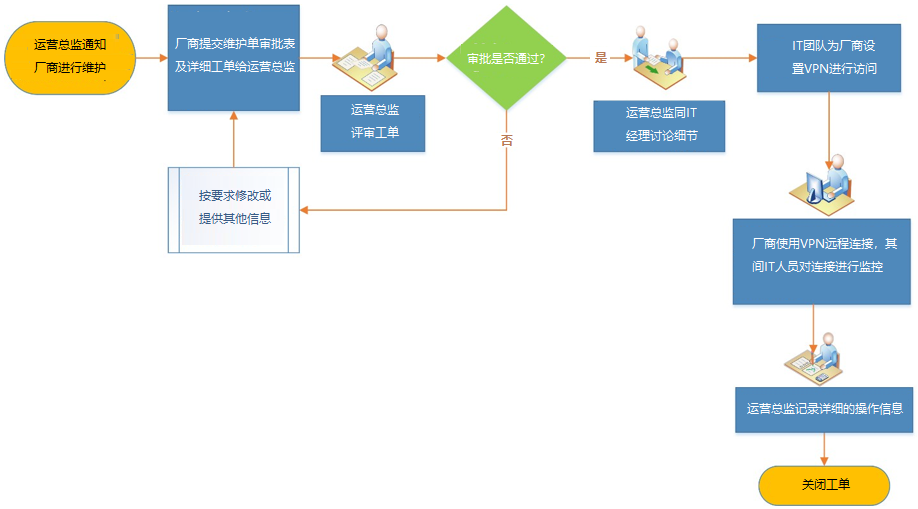 运营总监通知
厂商进行维护
厂商提交维护单审批表
及详细工单给运营总监
运营总监
评审工单
审批是否通过?
是
否
按要求修改或
提供其他信息
运营总监同IT
经理讨论细节
IT团队为厂商设
置VPN进行访问
厂商使用VPN远程连接，其
间IT人员对连接进行监控
运营总监记录详细的操作信息
关闭工单